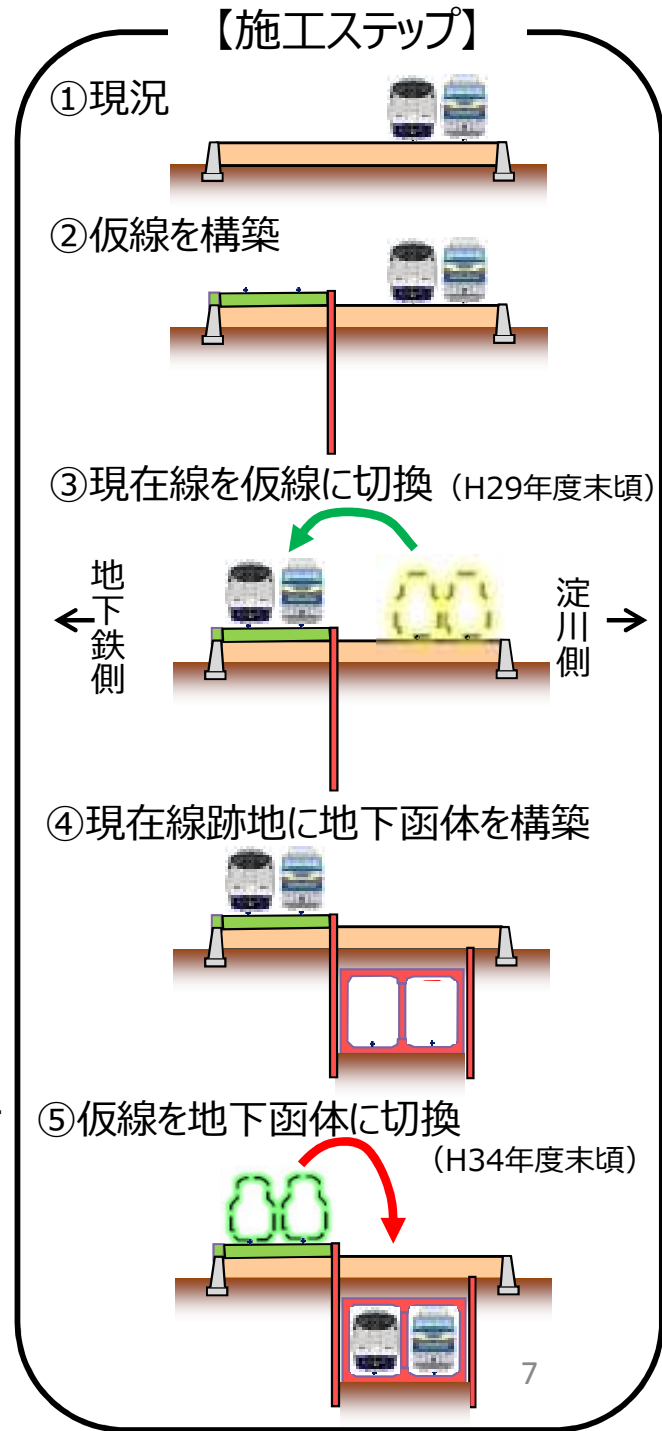 【施工ステップ】
①現況
②仮線を構築
③現在線を仮線に切換（H29年度末頃）
←地下鉄側
淀川側→
④現在線跡地に地下函体を構築
⑤仮線を地下函体に切換
（H34年度末頃）
7